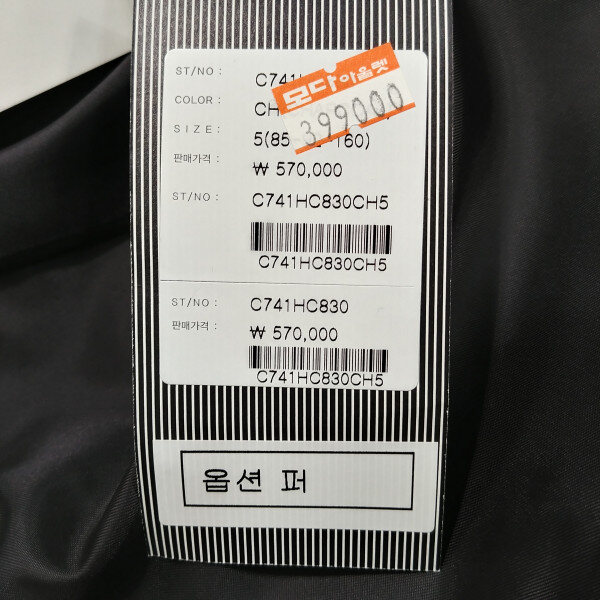 ST/NO : C741
모다아울렛
COLOR : CH
399000
SIZE : 5(85 160)
판매가격 : ₩ 570,000
ST/NO : C741HC830CH5
C741HC830CH5
ST/NO : C741HC830
판매가격 : ₩ 570,000
C741HC830CH5
옵션 퍼